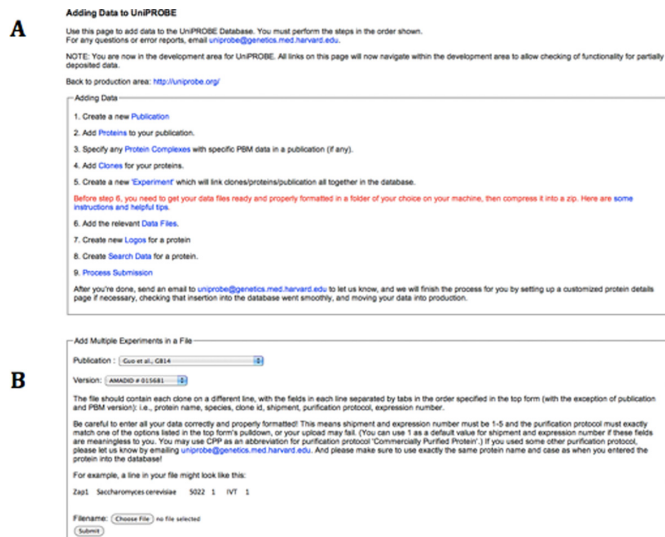 A
Adding Data to UniPROBE
Use this page to add data to the UniPROBE Database. You must perform the steps in the order shown.
For any questions or error reports, email uniprobe@genetics.med.harvard.edu.
NOTE: You are now in the development area for UniPROBE. All links on this page will now navigate within the development area to allow checking of functionality for partially
deposited data.
Back to production area: http://uniprobe.org/
Adding Data
1. Create a new Publication
2. Add Proteins to your publication.
3. Specify any Protein Complexes with specific PBM data in a publication (if any).
4. Add Clones for your proteins.
5. Create a new 'Experiment' which will link clones/proteins/publication all together in the database.
Before step 6, you need to get your data files ready and properly formatted in a folder of your choice on your machine, then compress it into a zip. Here are some
instructions and helpful tips.
6. Add the relevant Data Files.
7. Create new Logos for a protein
8. Create Search Data for a protein.
9. Process Submission
After you're done, send an email to uniprobe@genetics.med.harvard.edu to let us know, and we will finish the process for you by setting up a customized protein details
page if necessary, checking that insertion into the database went smoothly, and moving your data into production.
B
Add Multiple Experiments in a File
Publication : Guo et al., GB14
Version: AMADID # 015681
The file should contain each clone on a different line, with the fields in each line separated by tabs in the order specified in the top form (with the exception of publication
and PBM version): i.e., protein name, species, clone id, shipment, purification protocol, expression number.
Be careful to enter all your data correctly and properly formatted! This means shipment and expression number must be 1-5 and the purification protocol must exactly
match one of the options listed in the top form's pulldown, or your upload may fail. (You can use 1 as a default value for shipment and expression number if these fields
are meaningless to you. You may use CPP as an abbreviation for purification protocol 'Commercially Purified Protein'.) If you used some other purification protocol,
please let us know by emailing uniprobe@genetics.med.harvard.edu. And please make sure to use exactly the same protein name and case as when you entered the
protein into the database!
For example, a line in your file might look like this:
Zap1 Saccharomyces cerevisiae 5022 1 IVT 1
Filename: Choose File no file selected
Submit